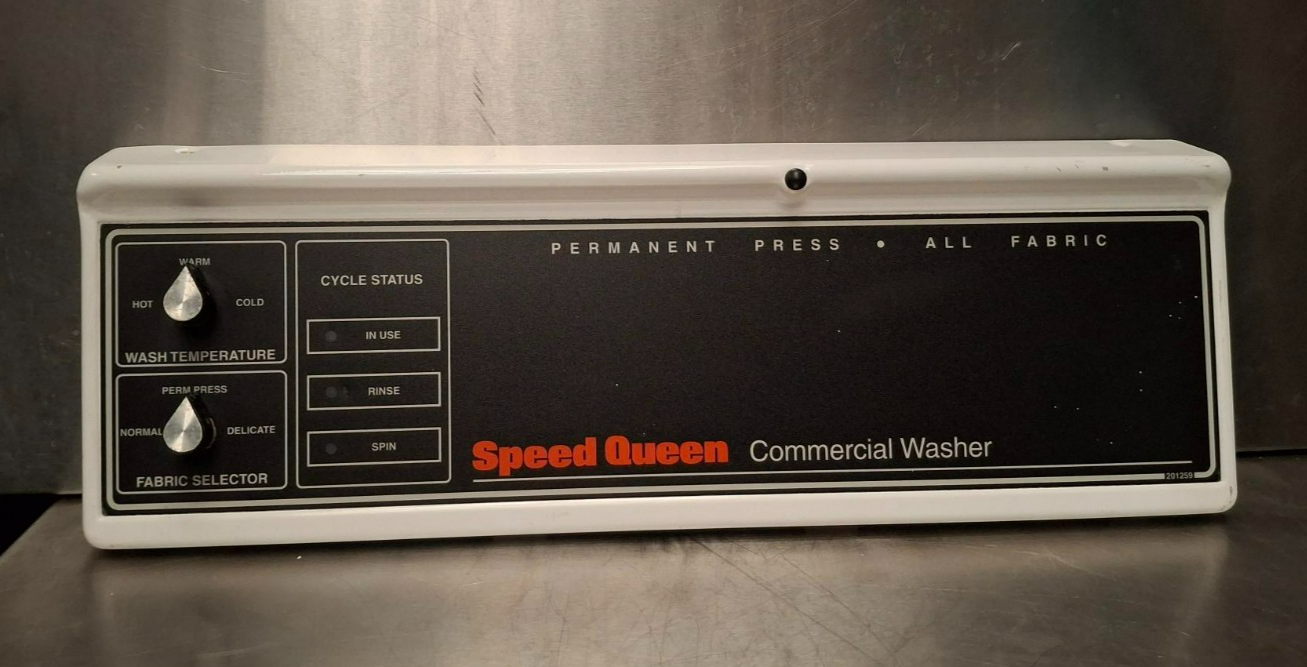 PERMANENT PRESS • ALL FABRIC
WARM
HOT COLD
WASH TEMPERATURE
PERM PRESS
NORMAL DELICATE
FABRIC SELECTOR
CYCLE STATUS
IN USE
RINSE
SPIN
Speed Queen Commercial Washer
201259